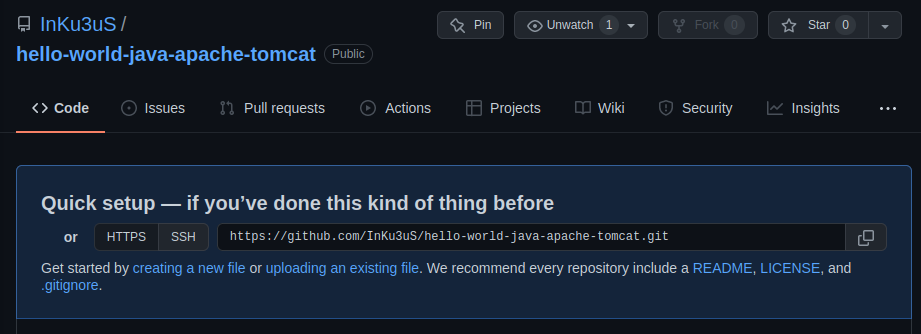 InKu3uS /
Pin
Unwatch 1
Fork 0
Star 0
hello-world-java-apache-tomcat Public
Code Issues Pull requests Actions Projects Wiki Security Insights ...
Quick setup — if you’ve done this kind of thing before
or HTTPS SSH https://github.com/InKu3uS/hello-world-java-apache-tomcat.git
Get started by creating a new file or uploading an existing file. We recommend every repository include a README, LICENSE, and
.gitignore.